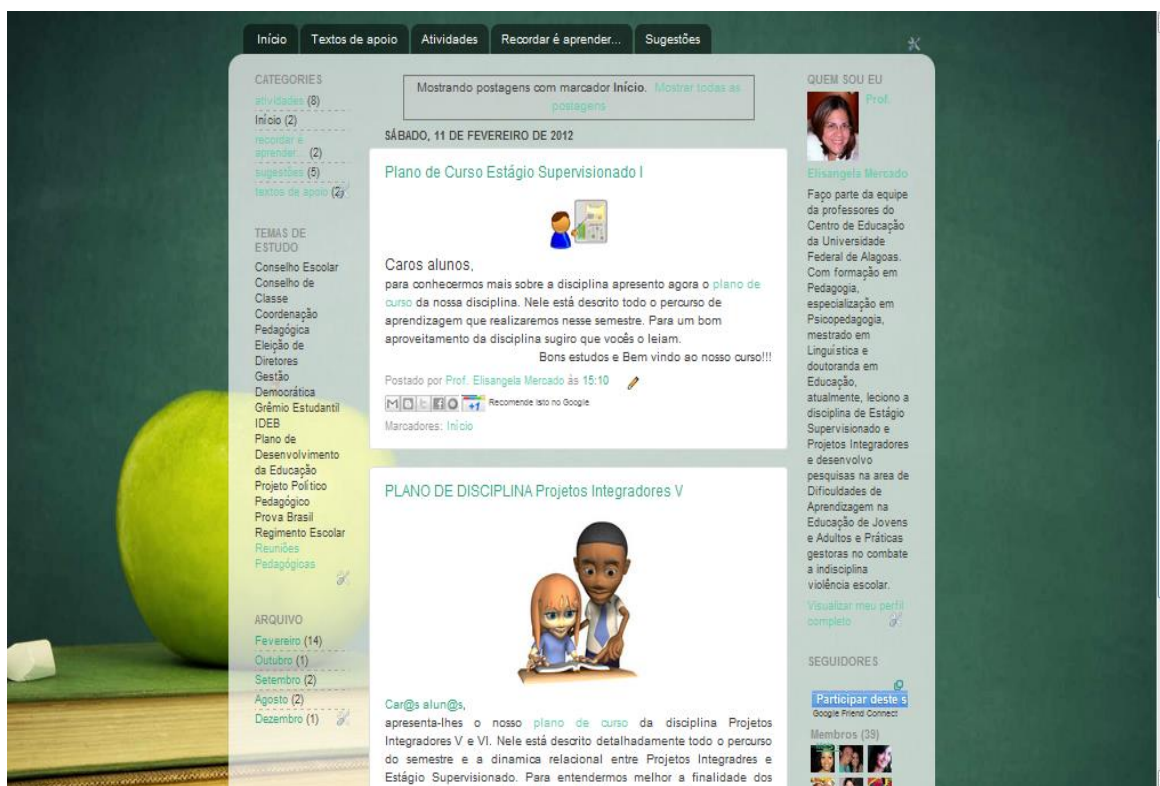 Início Textos de apoio Atividades Recordar é aprender... Sugestões
CATEGORIES
atividades (8)
Início (2)
recordar é
aprender... (2)
sugestões (5)
textos de apoio (2)
TEMAS DE
ESTUDO
Conselho Escolar
Conselho de
Classe
Coordenação
Pedagógica
Eleição de
Diretores
Gestão
Democrática
Grêmio Estudantil
IDEB
Plano de
Desenvolvimento
da Educação
Projeto Político
Pedagógico
Prova Brasil
Regimento Escolar
Reuniões
Pedagógicas
ARQUIVO
Fevereiro (14)
Outubro (1)
Setembro (2)
Agosto (2)
Dezembro (1)
Mostrando postagens com marcador Início. Mostrar todas as
postagens
SÁBADO, 11 DE FEVEREIRO DE 2012
Plano de Curso Estágio Supervisionado I
Caros alunos,
para conhecermos mais sobre a disciplina apresento agora o plano de
curso da nossa disciplina. Nele está descrito todo o percurso de
aprendizagem que realizaremos nesse semestre. Para um bom
aproveitamento da disciplina sugiro que vocês o leiam.
Bons estudos e Bem vindo ao nosso curso!!!
Postado por Prof. Elisangela Mercado às 15:10
+1 Recomende isto no Google
Marcadores: Início
PLANO DE DISCIPLINA Projetos Integradores V
Car@s alun@s,
apresenta-lhes o nosso plano de curso da disciplina Projetos
Integradores V e VI. Nele está descrito detalhadamente todo o percurso
do semestre e a dinamica relacional entre Projetos Integradres e
Estágio Supervisionado. Para entendermos melhor a finalidade dos
QUEM SOU EU
Prof.
Elisangela Mercado
Faço parte da equipe
da professores do
Centro de Educação
da Universidade
Federal de Alagoas.
Com formação em
Pedagogia,
especialização em
Psicopedagogia,
mestrado em
Linguística e
doutoranda em
Educação,
atualmente, leciono a
disciplina de Estágio
Supervisionado e
Projetos Integradores
e desenvolvo
pesquisas na area de
Dificuldades de
Aprendizagem na
Educação de Jovens
e Adultos e Práticas
gestoras no combate
a indisciplina
violência escolar.
Visualizar meu perfil
completo
SEGUIDORES
Participar deste s
Google Friend Connect
Membros (39)